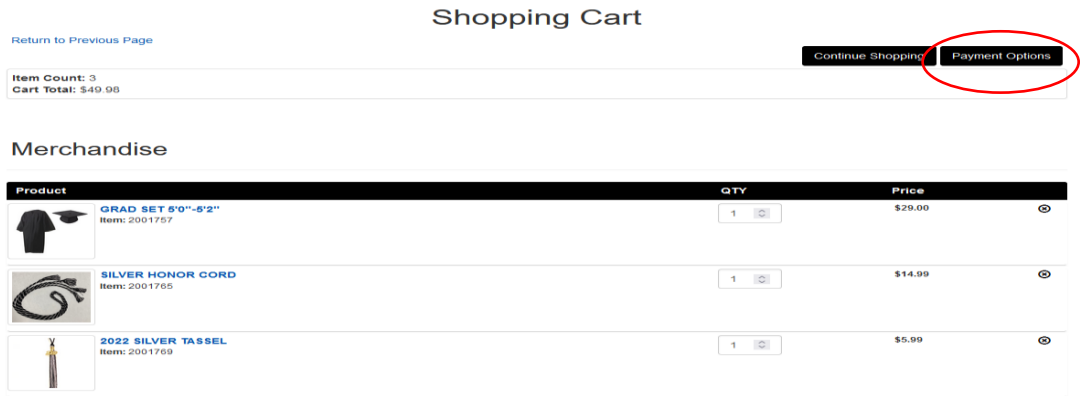 Shopping Cart
Return to Previous Page
Continue Shopping Payment Options
Item Count: 3
Cart Total: $49.98
Merchandise
Product QTY Price
GRAD SET 5'0"-5'2" 1 $29.00
Item: 2001757
SILVER HONOR CORD 1 $14.99
Item: 2001765
2022 SILVER TASSEL 1 $5.99
Item: 2001769